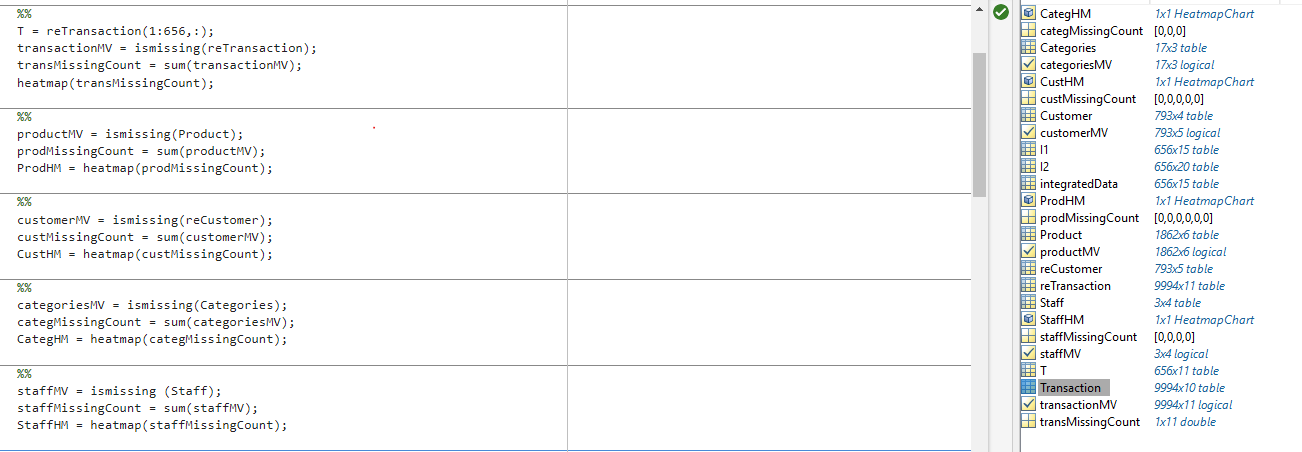 %%
T = reTransaction(1:656,:);
transactionMV = ismissing(reTransaction);
transMissingCount = sum(transactionMV);
heatmap(transMissingCount);
%%
productMV = ismissing(Product);
prodMissingCount = sum(productMV);
ProdHM = heatmap(prodMissingCount);
%%
customerMV = ismissing(reCustomer);
custMissingCount = sum(customerMV);
CustHM = heatmap(custMissingCount);
%%
categoriesMV = ismissing(Categories);
categMissingCount = sum(categoriesMV);
CategHM = heatmap(categMissingCount);
%%
staffMV = ismissing (Staff);
staffMissingCount = sum(staffMV);
StaffHM = heatmap(staffMissingCount);
CategHM 1x1 HeatmapChart
categMissingCount [0,0,0]
Categories 17x3 table
categoriesMV 17x3 logical
CustHM 1x1 HeatmapChart
custMissingCount [0,0,0,0,0]
Customer 793x4 table
customerMV 793x5 logical
I1 656x15 table
I2 656x20 table
integratedData 656x15 table
ProdHM 1x1 HeatmapChart
prodMissingCount [0,0,0,0,0,0]
Product 1862x6 table
productMV 1862x6 logical
reCustomer 793x5 table
reTransaction 9994x11 table
Staff 3x4 table
StaffHM 1x1 HeatmapChart
staffMissingCount [0,0,0,0]
staffMV 3x4 logical
T 656x11 table
Transaction 9994x10 table
transactionMV 9994x11 logical
transMissingCount 1x11 double